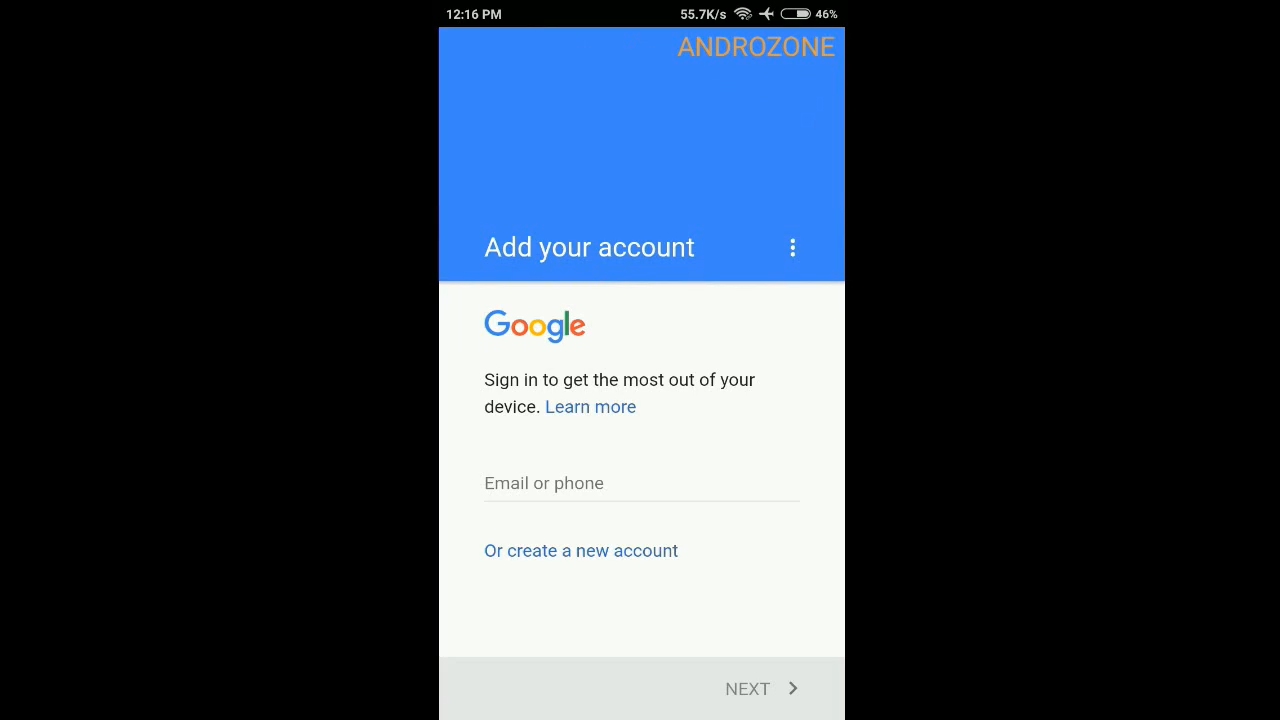 12:16 PM 55.7K/s 46%
ANDROZONE
Add your account
Google
Sign in to get the most out of your
device. Learn more
Email or phone
Or create a new account
NEXT